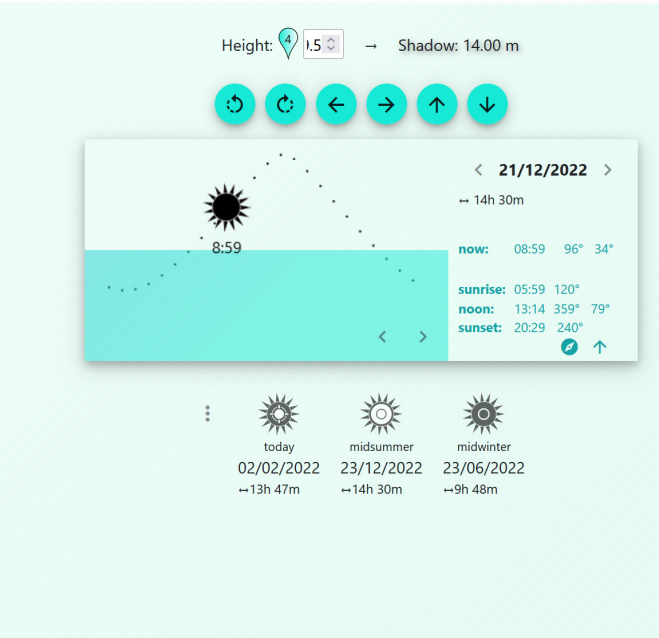 Height: 4 .5 → Shadow: 14.00 m
21/12/2022
↔ 14h 30m
8:59
now: 08:59 96° 34°
sunrise: 05:59 120°
noon: 13:14 359° 79°
sunset: 20:29 240°
today midsummer midwinter
02/02/2022 23/12/2022 23/06/2022
↔13h 47m ↔14h 30m ↔9h 48m